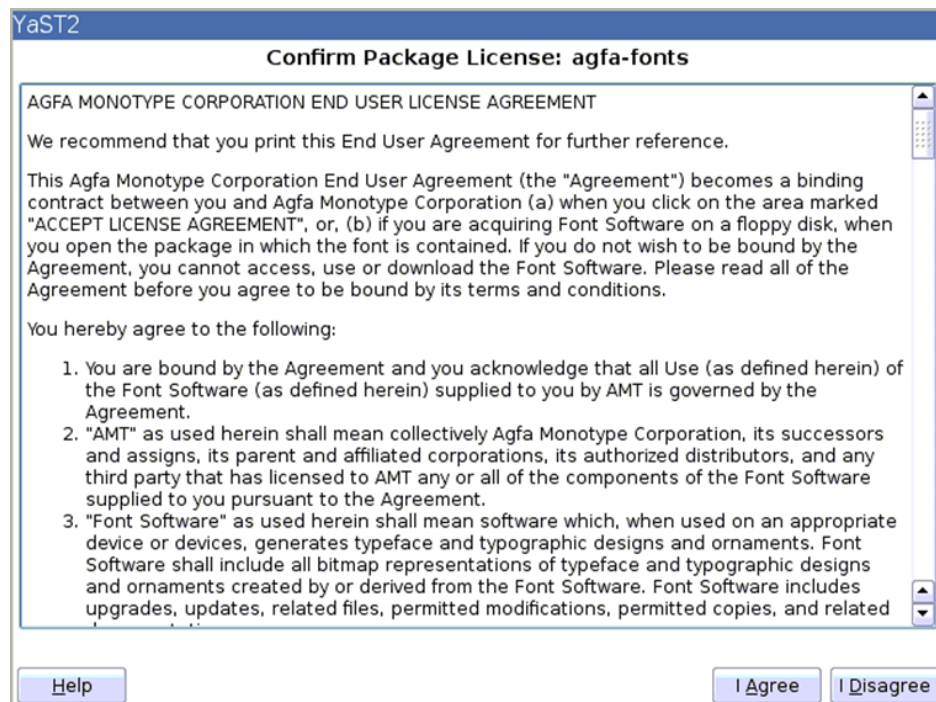 YaST2
Confirm Package License: agfa-fonts
AGFA MONOTYPE CORPORATION END USER LICENSE AGREEMENT
We recommend that you print this End User Agreement for further reference.
This Agfa Monotype Corporation End User Agreement (the "Agreement") becomes a binding
contract between you and Agfa Monotype Corporation (a) when you click on the area marked
"ACCEPT LICENSE AGREEMENT", or, (b) if you are acquiring Font Software on a floppy disk, when
you open the package in which the font is contained. If you do not wish to be bound by the
Agreement, you cannot access, use or download the Font Software. Please read all of the
Agreement before you agree to be bound by its terms and conditions.
You hereby agree to the following:
1. You are bound by the Agreement and you acknowledge that all Use (as defined herein) of
the Font Software (as defined herein) supplied to you by AMT is governed by the
Agreement.
2. "AMT" as used herein shall mean collectively Agfa Monotype Corporation, its successors
and assigns, its parent and affiliated corporations, its authorized distributors, and any
third party that has licensed to AMT any or all of the components of the Font Software
supplied to you pursuant to the Agreement.
3. "Font Software" as used herein shall mean software which, when used on an appropriate
device or devices, generates typeface and typographic designs and ornaments. Font
Software shall include all bitmap representations of typeface and typographic designs
and ornaments created by or derived from the Font Software. Font Software includes
upgrades, updates, related files, permitted modifications, permitted copies, and related
Help
I Agree
I Disagree